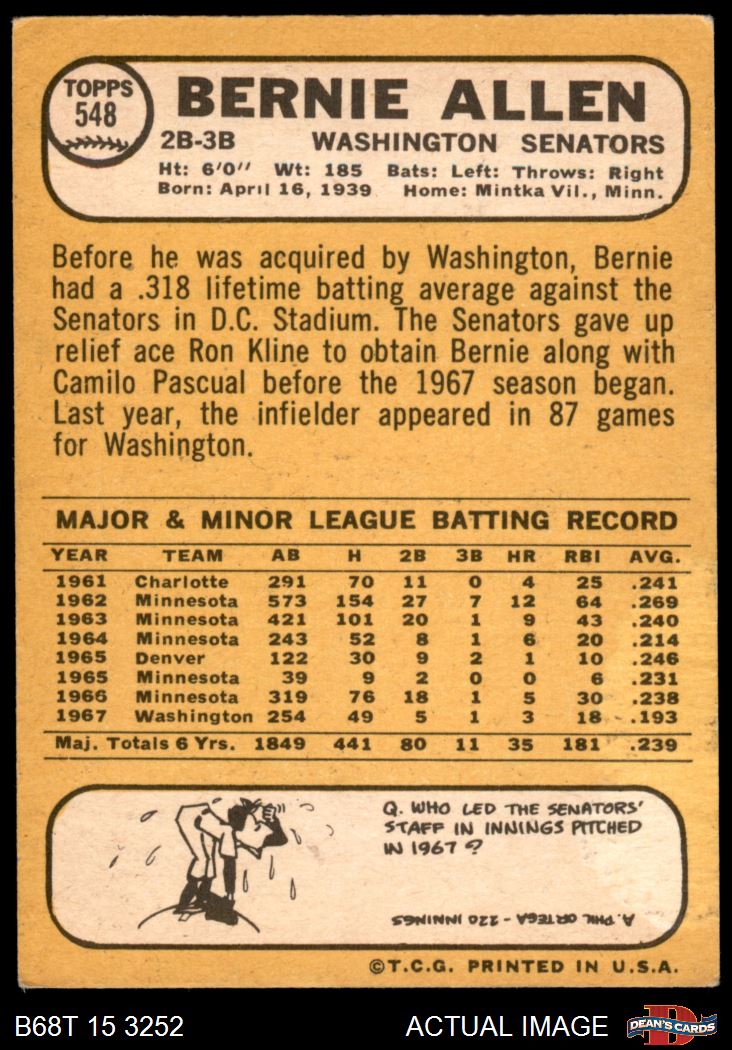 TOPPS
548
BERNIE ALLEN
2B-3B WASHINGTON SENATORS
Ht: 6'0'' Wt: 185 Bats: Left: Throws: Right
Born: April 16, 1939 Home: Mintka Vil., Minn.
Before he was acquired by Washington, Bernie
had a .318 lifetime batting average against the
Senators in D.C. Stadium. The Senators gave up
relief ace Ron Kline to obtain Bernie along with
Camilo Pascual before the 1967 season began.
Last year, the infielder appeared in 87 games
for Washington.
MAJOR & MINOR LEAGUE BATTING RECORD
YEAR TEAM AB H 2B 3B HR RBI AVG.
1961 Charlotte 291 70 11 0 4 25 .241
1962 Minnesota 573 154 27 7 12 64 .269
1963 Minnesota 421 101 20 1 9 43 .240
1964 Minnesota 243 52 8 1 6 20 .214
1965 Denver 122 30 9 2 1 10 .246
1965 Minnesota 39 9 2 0 0 6 .231
1966 Minnesota 319 76 18 1 5 30 .238
1967 Washington 254 49 5 1 3 18 .193
Maj. Totals 6 Yrs. 1849 441 80 11 35 181 .239
Q. WHO LED THE SENATORS'
STAFF IN INNINGS PITCHED
IN 1967?
A. PHIL ORTEGA - 220 INNINGS
©T.C.G. PRINTED IN U.S.A.
B68T 15 3252 ACTUAL IMAGE D DEAN'S CARDS